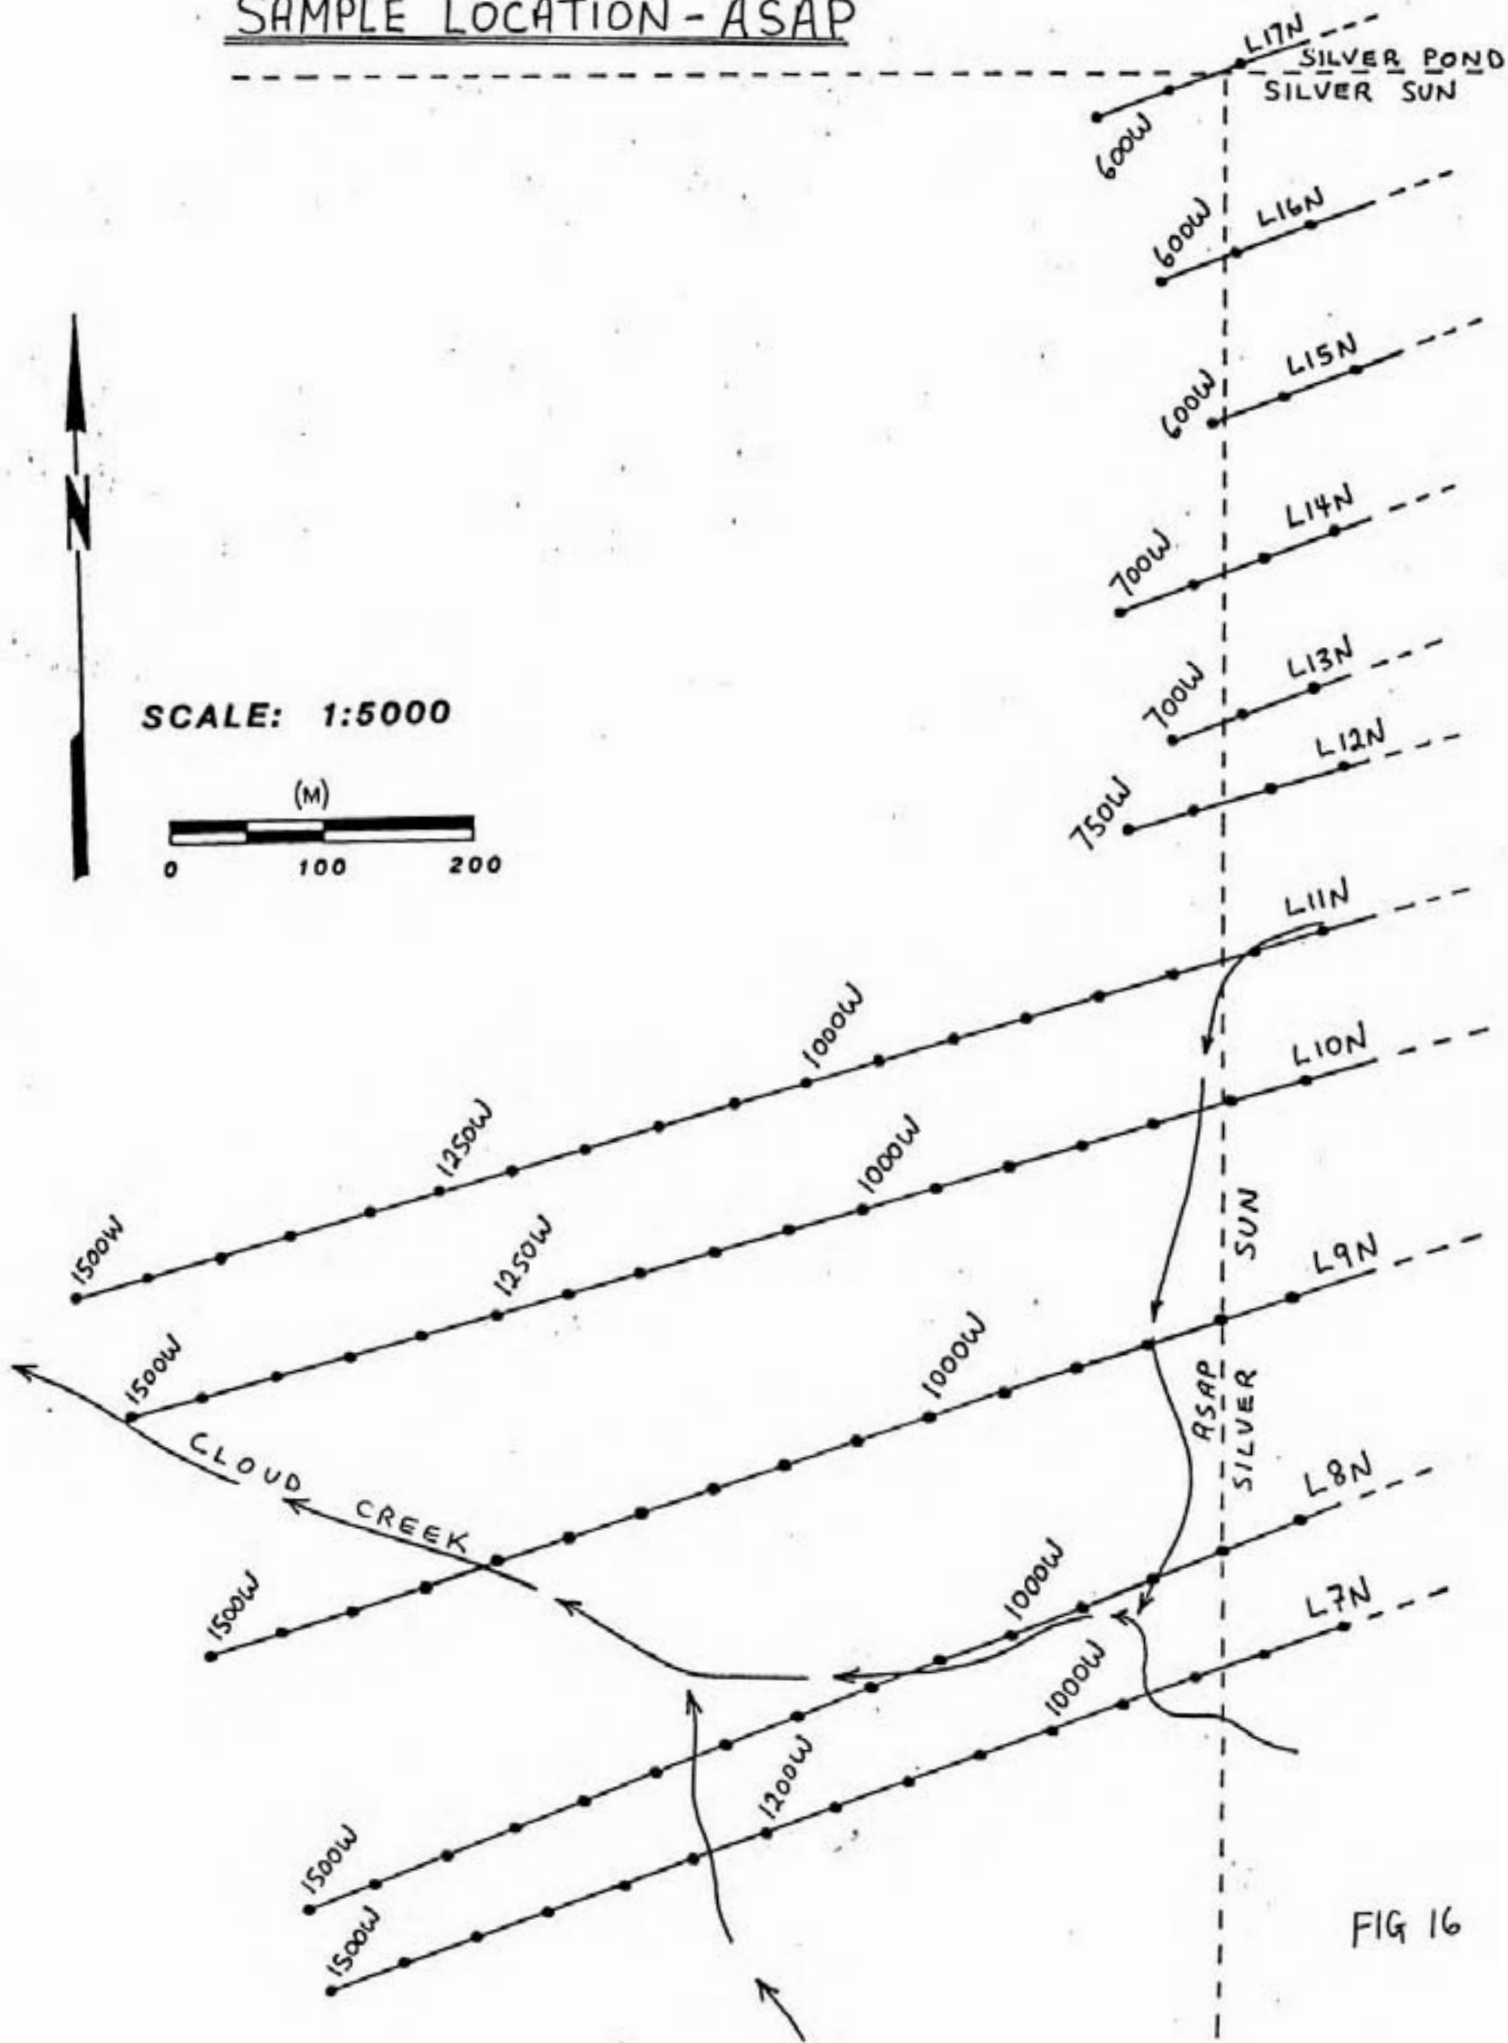 SAMPLE LOCATION - ASAP
L17N
SILVER POND
SILVER SUN
600W
600W
L16N
600W
L15N
N
700W
L14N
SCALE: 1:5000
700W
L13N
(M)
0 100 200
750W
L12N
L11N
1000W
1250W
1500W
L10N
1000W
1250W
1500W
SUN
L9N
1000W
ASAP
SILVER
CLOUD CREEK
1500W
L8N
1000W
L7N
1000W
1200W
1500W
1500W
FIG 16